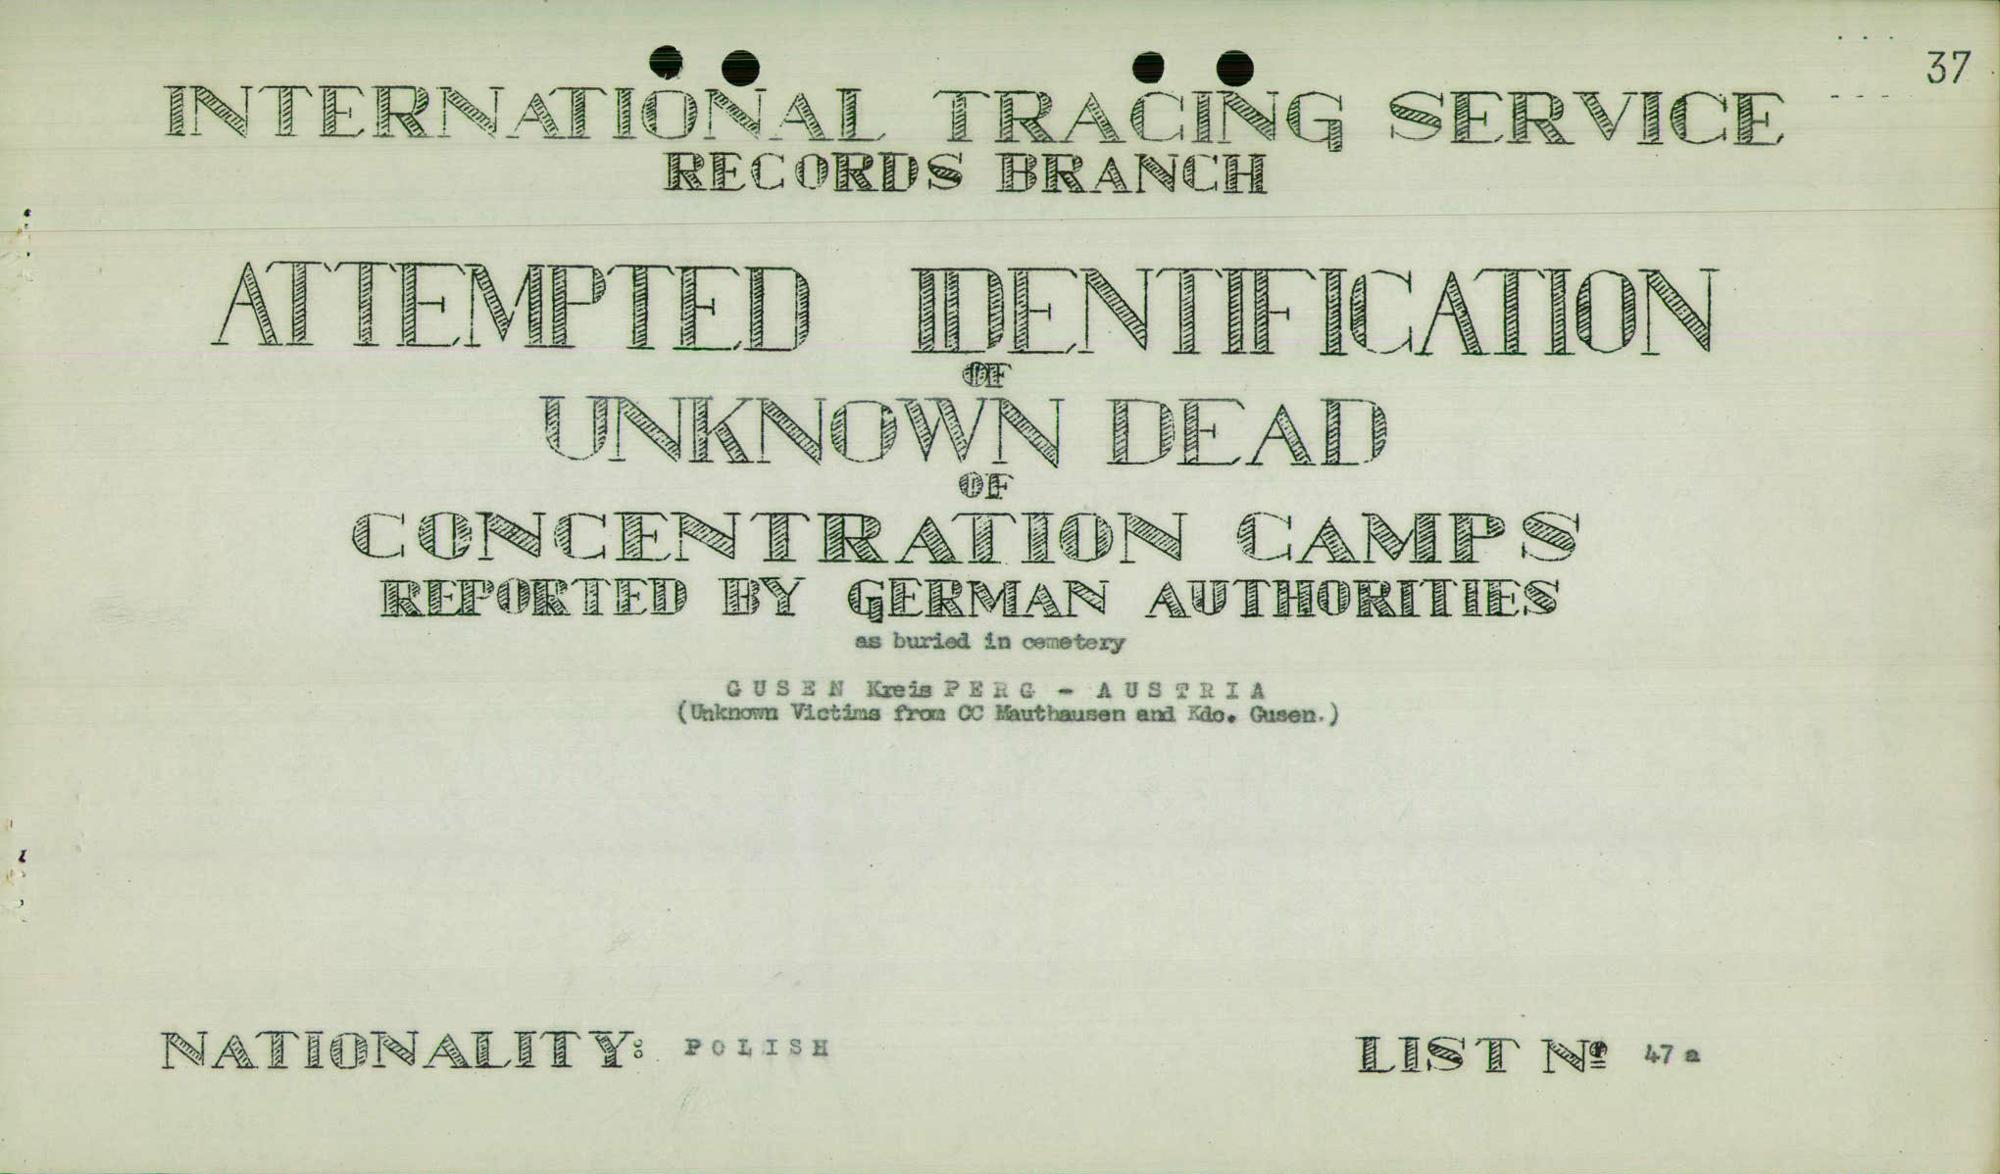 37
INTERNATIONAL TRACING SERVICE
RECORDS BRANCH
ATTEMPTED IDENTIFICATION
OF
UNKNOWN DEAD
OF
CONCENTRATION CAMPS
REPORTED BY GERMAN AUTHORITIES
as buried in cemetery
GUSEN Kreis PERG - AUSTRIA
(Unknown Victims from CC Mauthausen and Kdo. Gusen.)
NATIONALITY: POLISH
LIST Nº 47 a